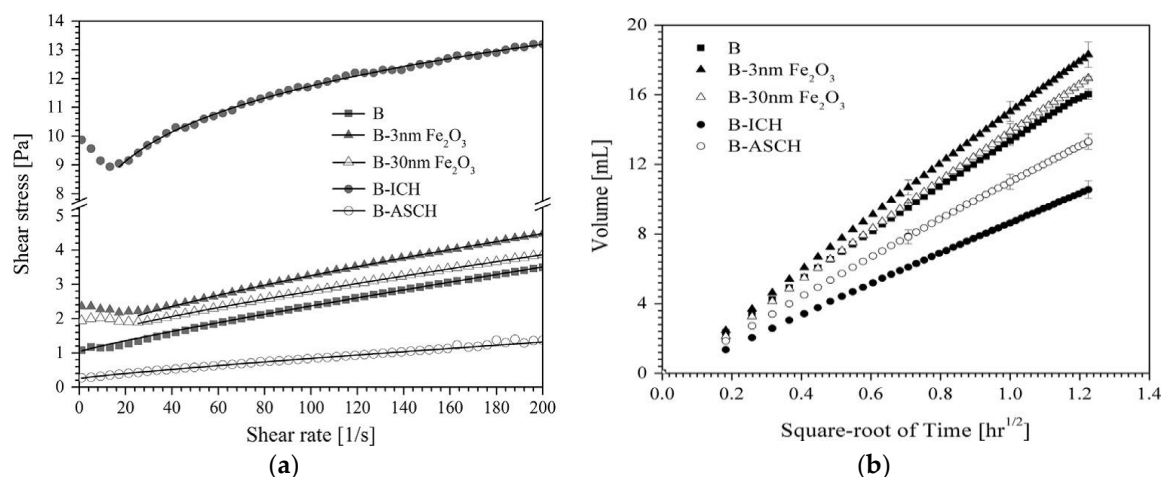 14
13
12
11
10
9
8
5
4
3
2
1
0
Shear stress [Pa]
B
B-3nm Fe₂O₃
B-30nm Fe₂O₃
B-ICH
B-ASCH
0 20 40 60 80 100 120 140 160 180 200
Shear rate [1/s]
(a)
20
16
12
8
4
0
Volume [mL]
B
B-3nm Fe₂O₃
B-30nm Fe₂O₃
B-ICH
B-ASCH
0.0 0.2 0.4 0.6 0.8 1.0 1.2 1.4
Square-root of Time [hr^1/2]
(b)